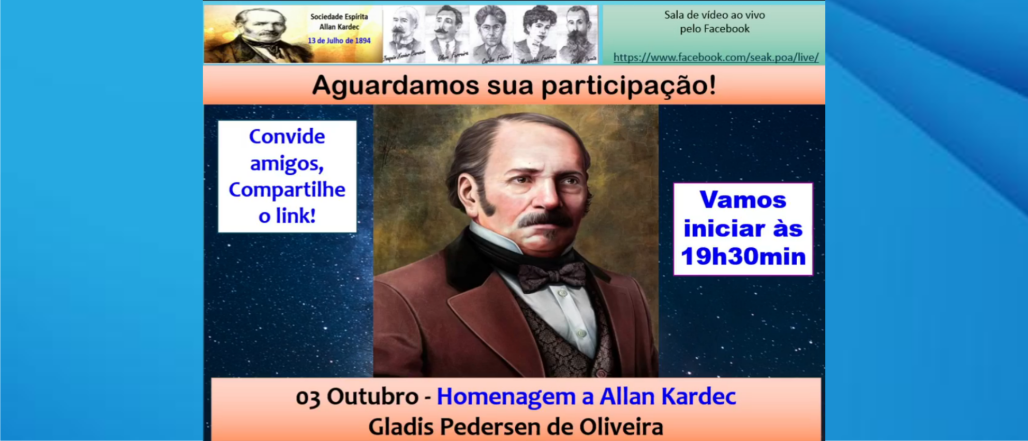 Sociedade Espírita
Allan Kardec
13 de Julho de 1894
Sala de vídeo ao vivo
pelo Facebook
https://www.facebook.com/seak.poa/live/
Aguardamos sua participação!
Convide
amigos,
Compartilhe
o link!
Vamos
iniciar às
19h30min
03 Outubro - Homenagem a Allan Kardec
Gladis Pedersen de Oliveira